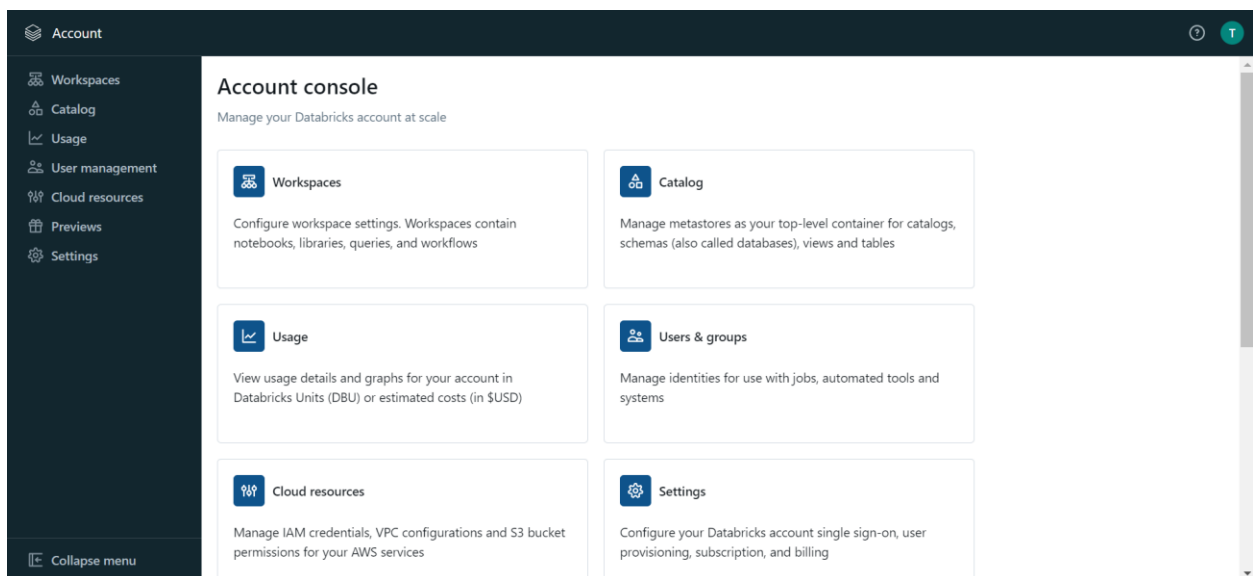 Account
T
Workspaces
Catalog
Usage
User management
Cloud resources
Previews
Settings
Collapse menu
Account console
Manage your Databricks account at scale
Workspaces
Configure workspace settings. Workspaces contain
notebooks, libraries, queries, and workflows
Catalog
Manage metastores as your top-level container for catalogs,
schemas (also called databases), views and tables
Usage
View usage details and graphs for your account in
Databricks Units (DBU) or estimated costs (in $USD)
Users & groups
Manage identities for use with jobs, automated tools and
systems
Cloud resources
Manage IAM credentials, VPC configurations and S3 bucket
permissions for your AWS services
Settings
Configure your Databricks account single sign-on, user
provisioning, subscription, and billing